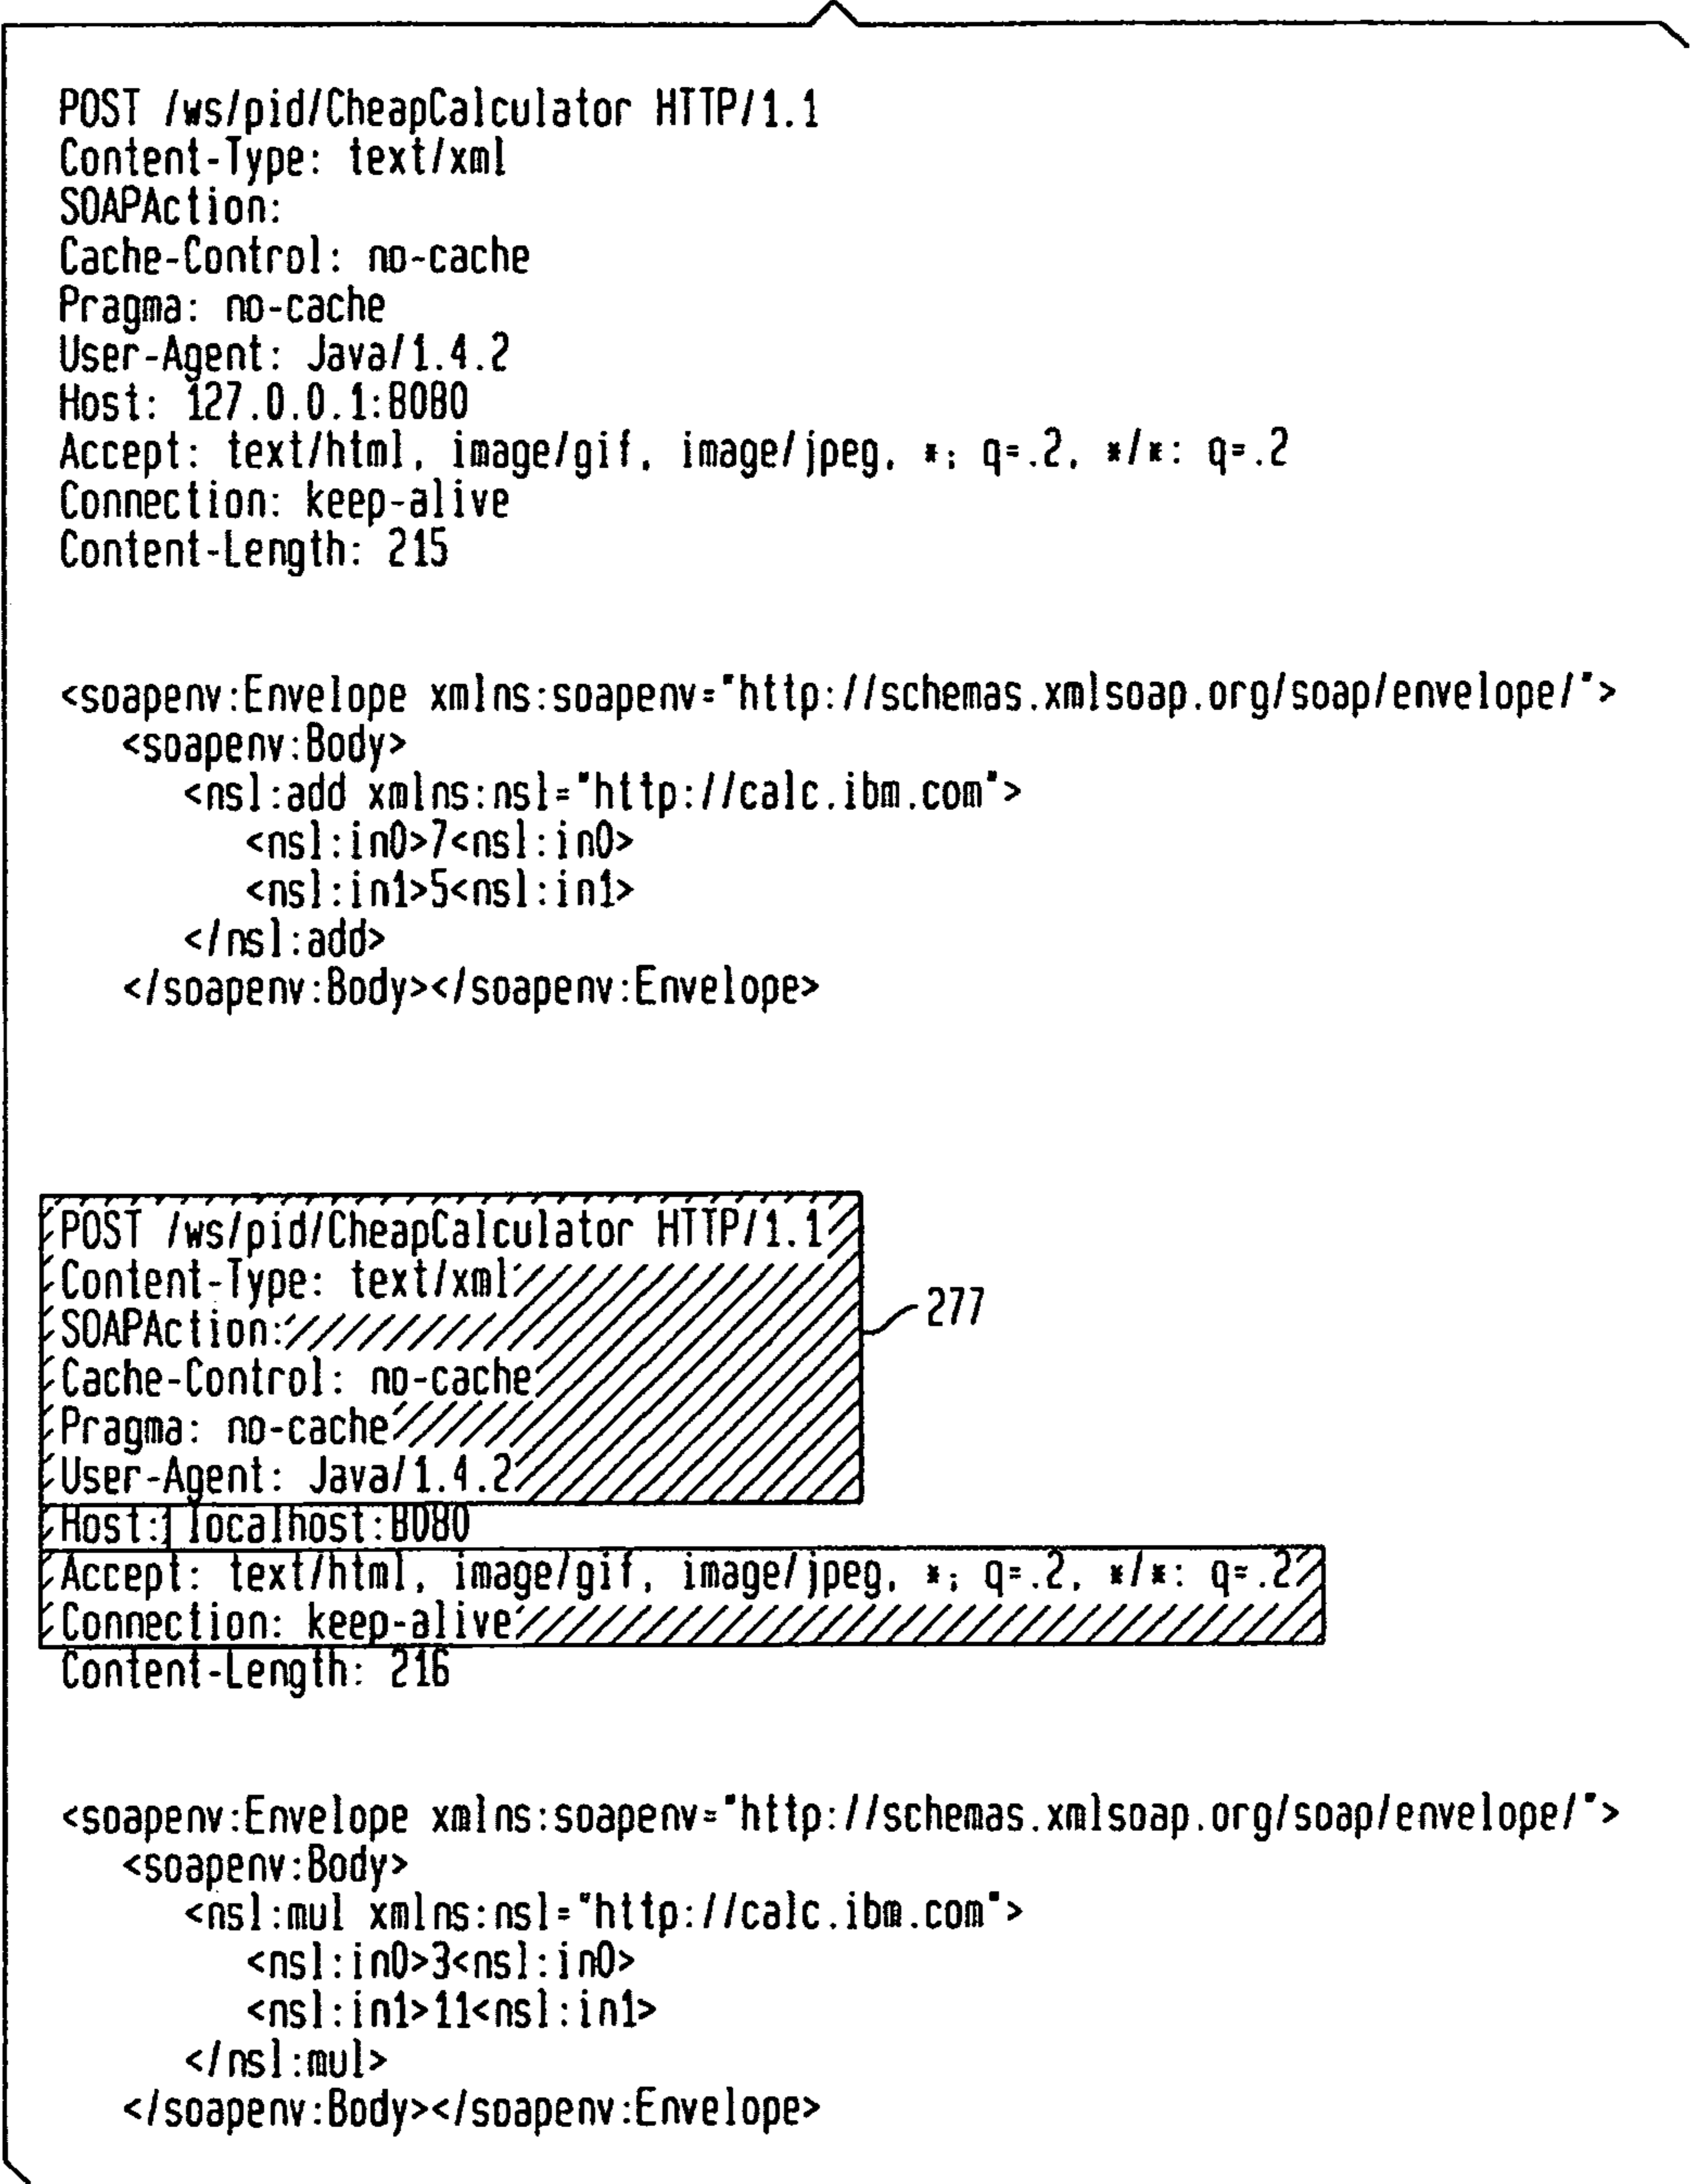 POST /ws/pid/CheapCalculator HTTP/1.1
Content-Type: text/xml
SOAPAction:
Cache-Control: no-cache
Pragma: no-cache
User-Agent: Java/1.4.2
Host: 127.0.0.1:8080
Accept: text/html, image/gif, image/jpeg, *; q=.2, */*: q=.2
Connection: keep-alive
Content-Length: 215
<soapenv:Envelope xmlns:soapenv="http://schemas.xmlsoap.org/soap/envelope/">
<soapenv:Body>
<nsl:add xmlns:nsl="http://calc.ibm.com">
<nsl:in0>7<nsl:in0>
<nsl:in1>5<nsl:in1>
</nsl:add>
</soapenv:Body></soapenv:Envelope>
POST /ws/pid/CheapCalculator HTTP/1.1
Content-Type: text/xml
SOAPAction:
277
Cache-Control: no-cache
Pragma: no-cache
User-Agent: Java/1.4.2
Host: localhost:8080
Accept: text/html, image/gif, image/jpeg, *; q=.2, */*: q=.2
Connection: keep-alive
Content-Length: 216
<soapenv:Envelope xmlns:soapenv="http://schemas.xmlsoap.org/soap/envelope/">
<soapenv:Body>
<nsl:mul xmlns:nsl="http://calc.ibm.com">
<nsl:in0>3<nsl:in0>
<nsl:in1>11<nsl:in1>
</nsl:mul>
</soapenv:Body></soapenv:Envelope>